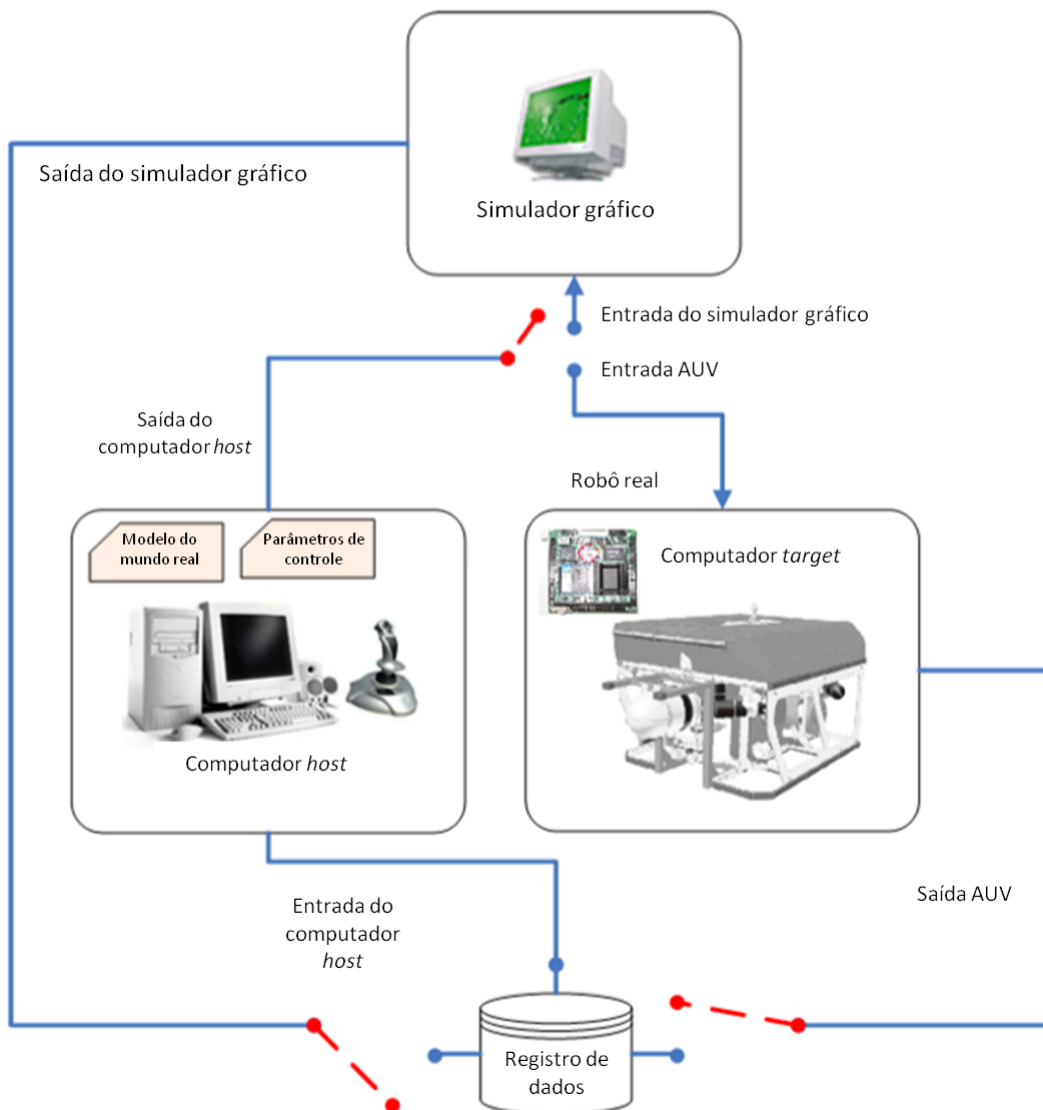 Saída do simulador gráfico
Simulador gráfico
Entrada do simulador gráfico
Entrada AUV
Saída do
computador host
Robô real
Modelo do
mundo real
Parâmetros de
controle
Computador target
Computador host
Entrada do
computador
host
Saída AUV
Registro de
dados